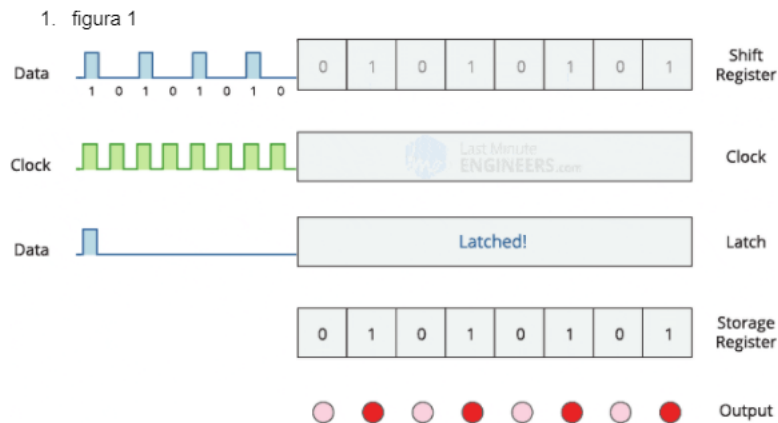 1. figura 1
Data
1 0 1 0 1 0 1 0
0 1 0 1 0 1 0 1
Shift
Register
Clock
Last Minute
ENGINEERS.com
Clock
Data
Latched!
Latch
0 1 0 1 0 1 0 1
Storage
Register
Output